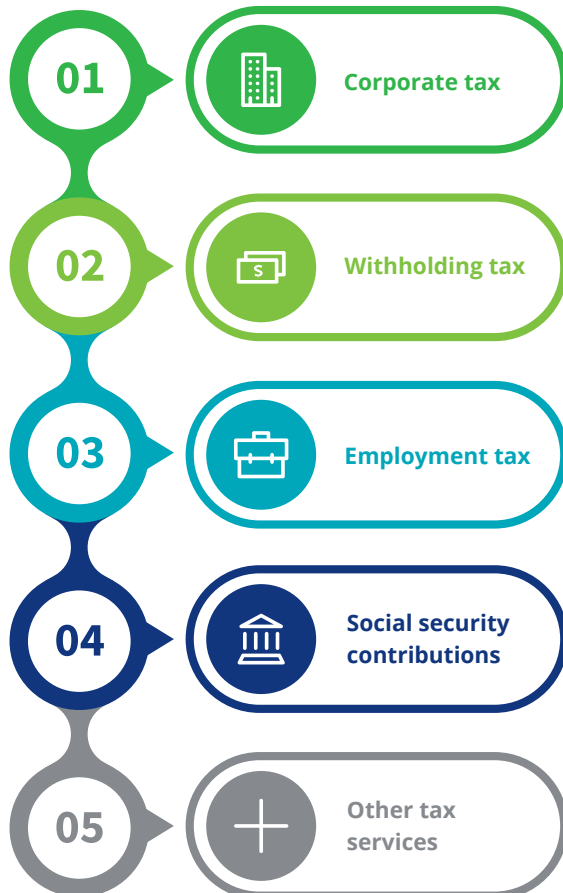 01
Corporate tax
02
$
Withholding tax
03
Employment tax
04
Social security
contributions
05
Other tax
services